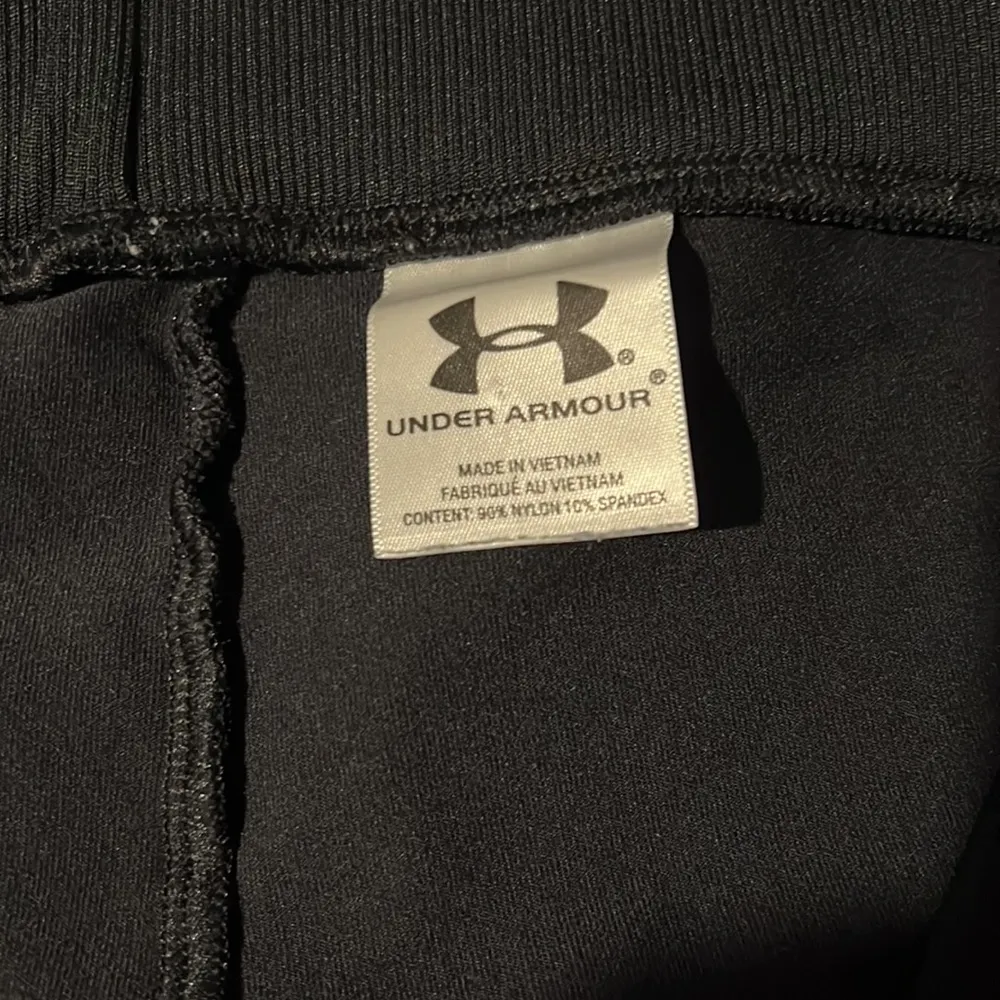 ®
UNDER ARMOUR®
MADE IN VIETNAM
FABRIQUÉ AU VIETNAM
CONTENT: 90% NYLON 10% SPANDEX